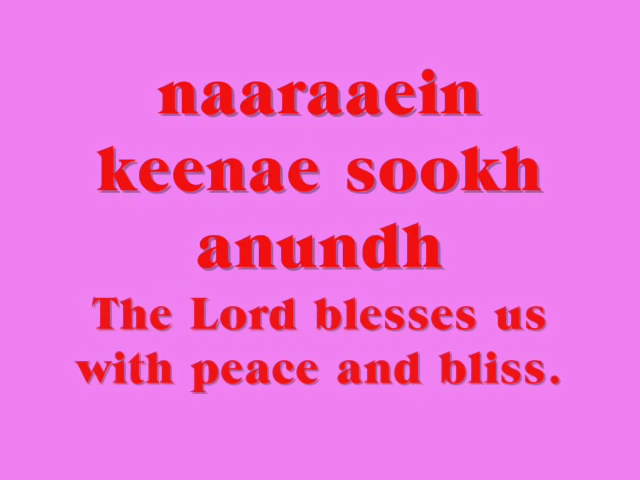 naaraaein
keenae sookh
anundh
The Lord blesses us
with peace and bliss.